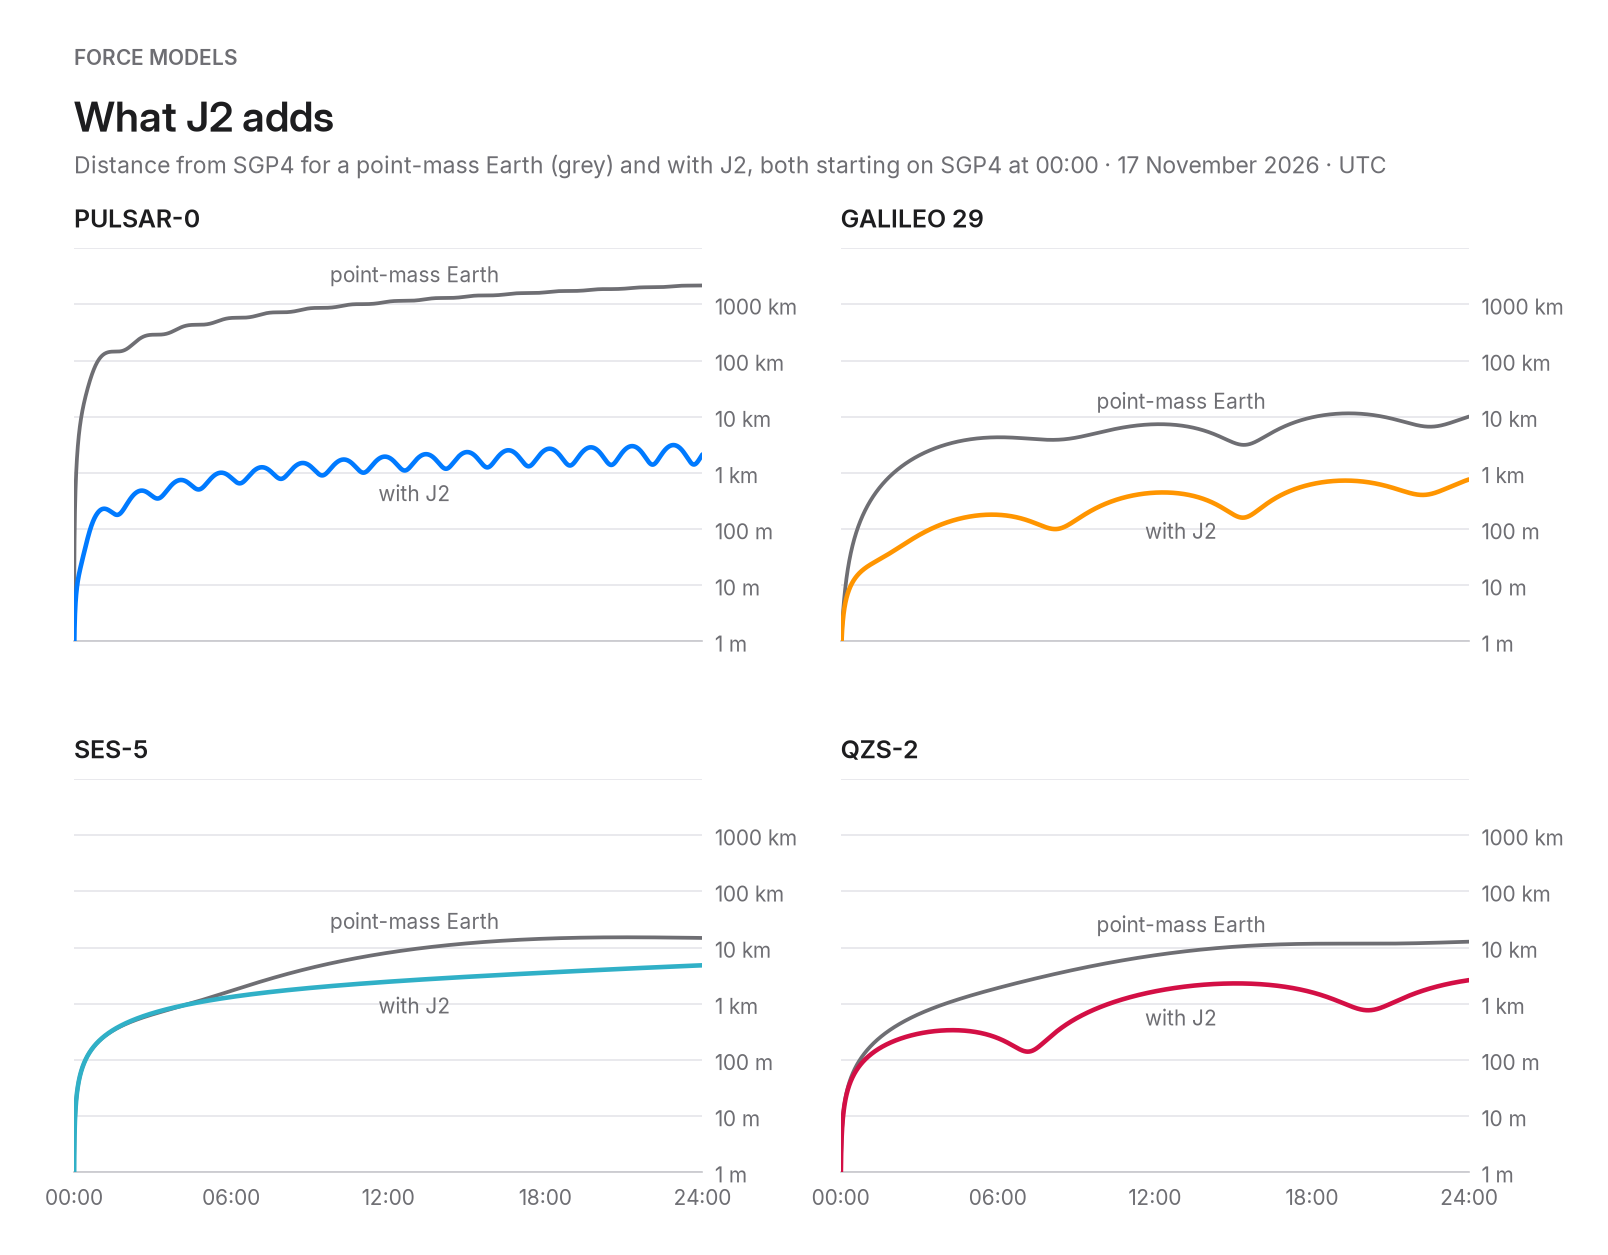 FORCE MODELS
What J2 adds
Distance from SGP4 for a point-mass Earth (grey) and with J2, both starting on SGP4 at 00:00 · 17 November 2026 · UTC
PULSAR-0
point-mass Earth
with J2
1000 km
100 km
10 km
1 km
100 m
10 m
1 m
GALILEO 29
point-mass Earth
with J2
1000 km
100 km
10 km
1 km
100 m
10 m
1 m
SES-5
point-mass Earth
with J2
1000 km
100 km
10 km
1 km
100 m
10 m
1 m
00:00 06:00 12:00 18:00 24:00
QZS-2
point-mass Earth
with J2
1000 km
100 km
10 km
1 km
100 m
10 m
1 m
00:00 06:00 12:00 18:00 24:00